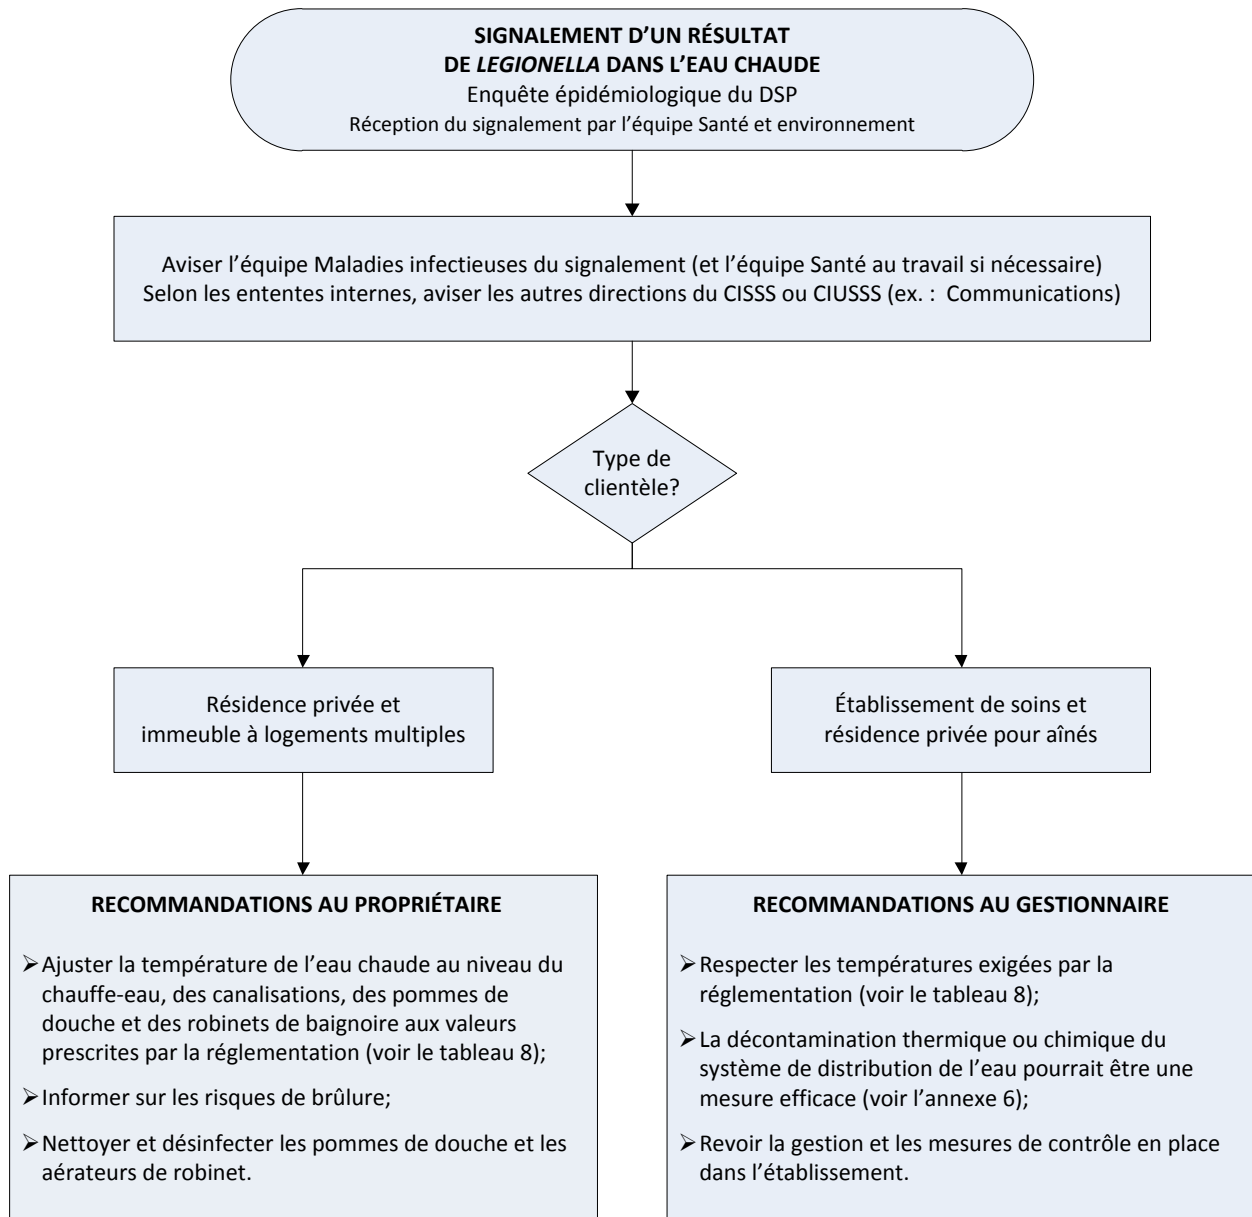 SIGNALEMENT D’UN RÉSULTAT
DE LEGIONELLA DANS L’EAU CHAUDE
Enquête épidémiologique du DSP
Réception du signalement par l’équipe Santé et environnement
Aviser l’équipe Maladies infectieuses du signalement (et l’équipe Santé au travail si nécessaire)
Selon les ententes internes, aviser les autres directions du CISSS ou CIUSSS (ex. : Communications)
Type de
clientèle?
Résidence privée et
immeuble à logements multiples
Établissement de soins et
résidence privée pour aînés
RECOMMANDATIONS AU PROPRIÉTAIRE
➢Ajuster la température de l’eau chaude au niveau du
chauffe-eau, des canalisations, des pommes de
douche et des robinets de baignoire aux valeurs
prescrites par la réglementation (voir le tableau 8);
➢Informer sur les risques de brûlure;
➢Nettoyer et désinfecter les pommes de douche et les
aérateurs de robinet.
RECOMMANDATIONS AU GESTIONNAIRE
➢Respecter les températures exigées par la
réglementation (voir le tableau 8);
➢La décontamination thermique ou chimique du
système de distribution de l’eau pourrait être une
mesure efficace (voir l’annexe 6);
➢Revoir la gestion et les mesures de contrôle en place
dans l’établissement.